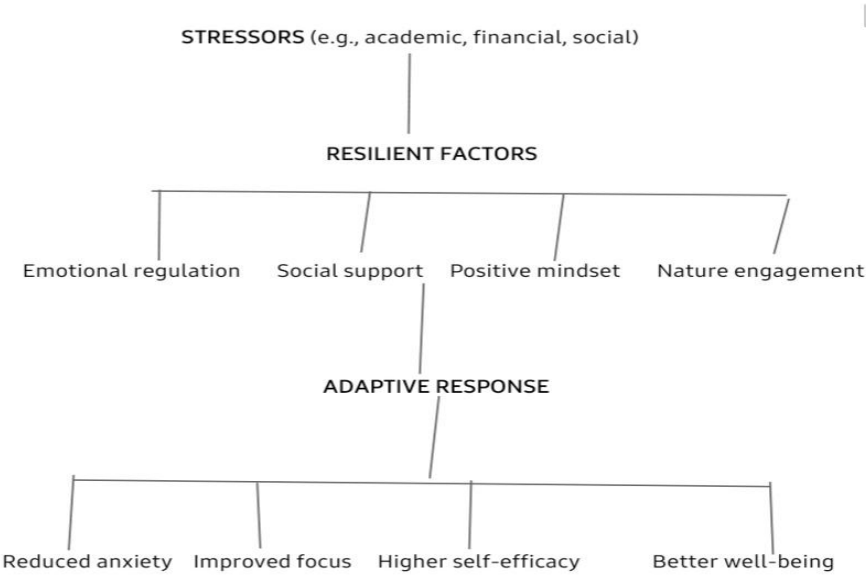 STRESSORS (e.g., academic, financial, social)
RESILIENT FACTORS
Emotional regulation Social support Positive mindset Nature engagement
ADAPTIVE RESPONSE
Reduced anxiety Improved focus Higher self-efficacy Better well-being